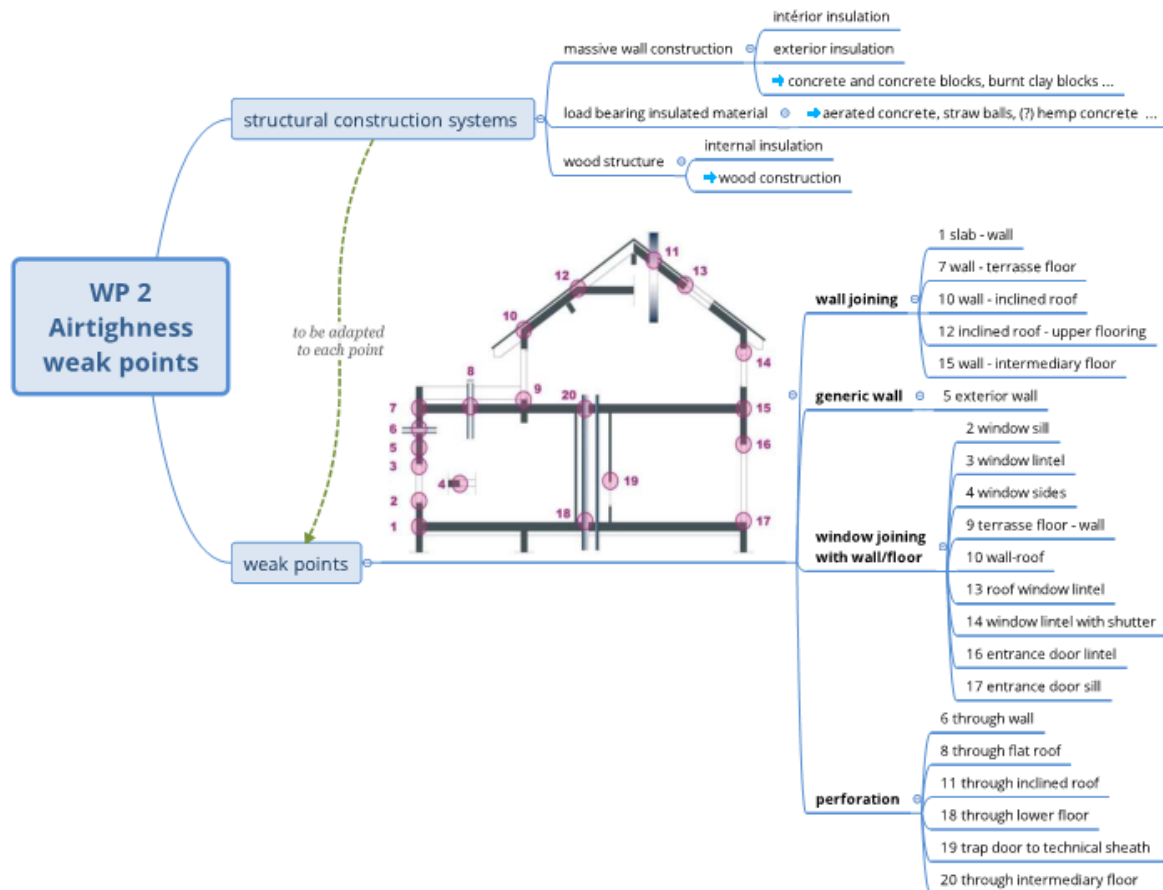 WP 2
Airtighness
weak points
structural construction systems
massive wall construction
intérior insulation
exterior insulation
concrete and concrete blocks, burnt clay blocks ...
load bearing insulated material
aerated concrete, straw balls, (?) hemp concrete ...
wood structure
internal insulation
wood construction
to be adapted
to each point
weak points
11
12
13
10
14
8
9
20
7
15
6
5
16
3
4
19
2
18
17
1
wall joining
1 slab - wall
7 wall - terrasse floor
10 wall - inclined roof
12 inclined roof - upper flooring
15 wall - intermediary floor
generic wall
5 exterior wall
window joining
with wall/floor
2 window sill
3 window lintel
4 window sides
9 terrasse floor - wall
10 wall-roof
13 roof window lintel
14 window lintel with shutter
16 entrance door lintel
17 entrance door sill
perforation
6 through wall
8 through flat roof
11 through inclined roof
18 through lower floor
19 trap door to technical sheath
20 through intermediary floor